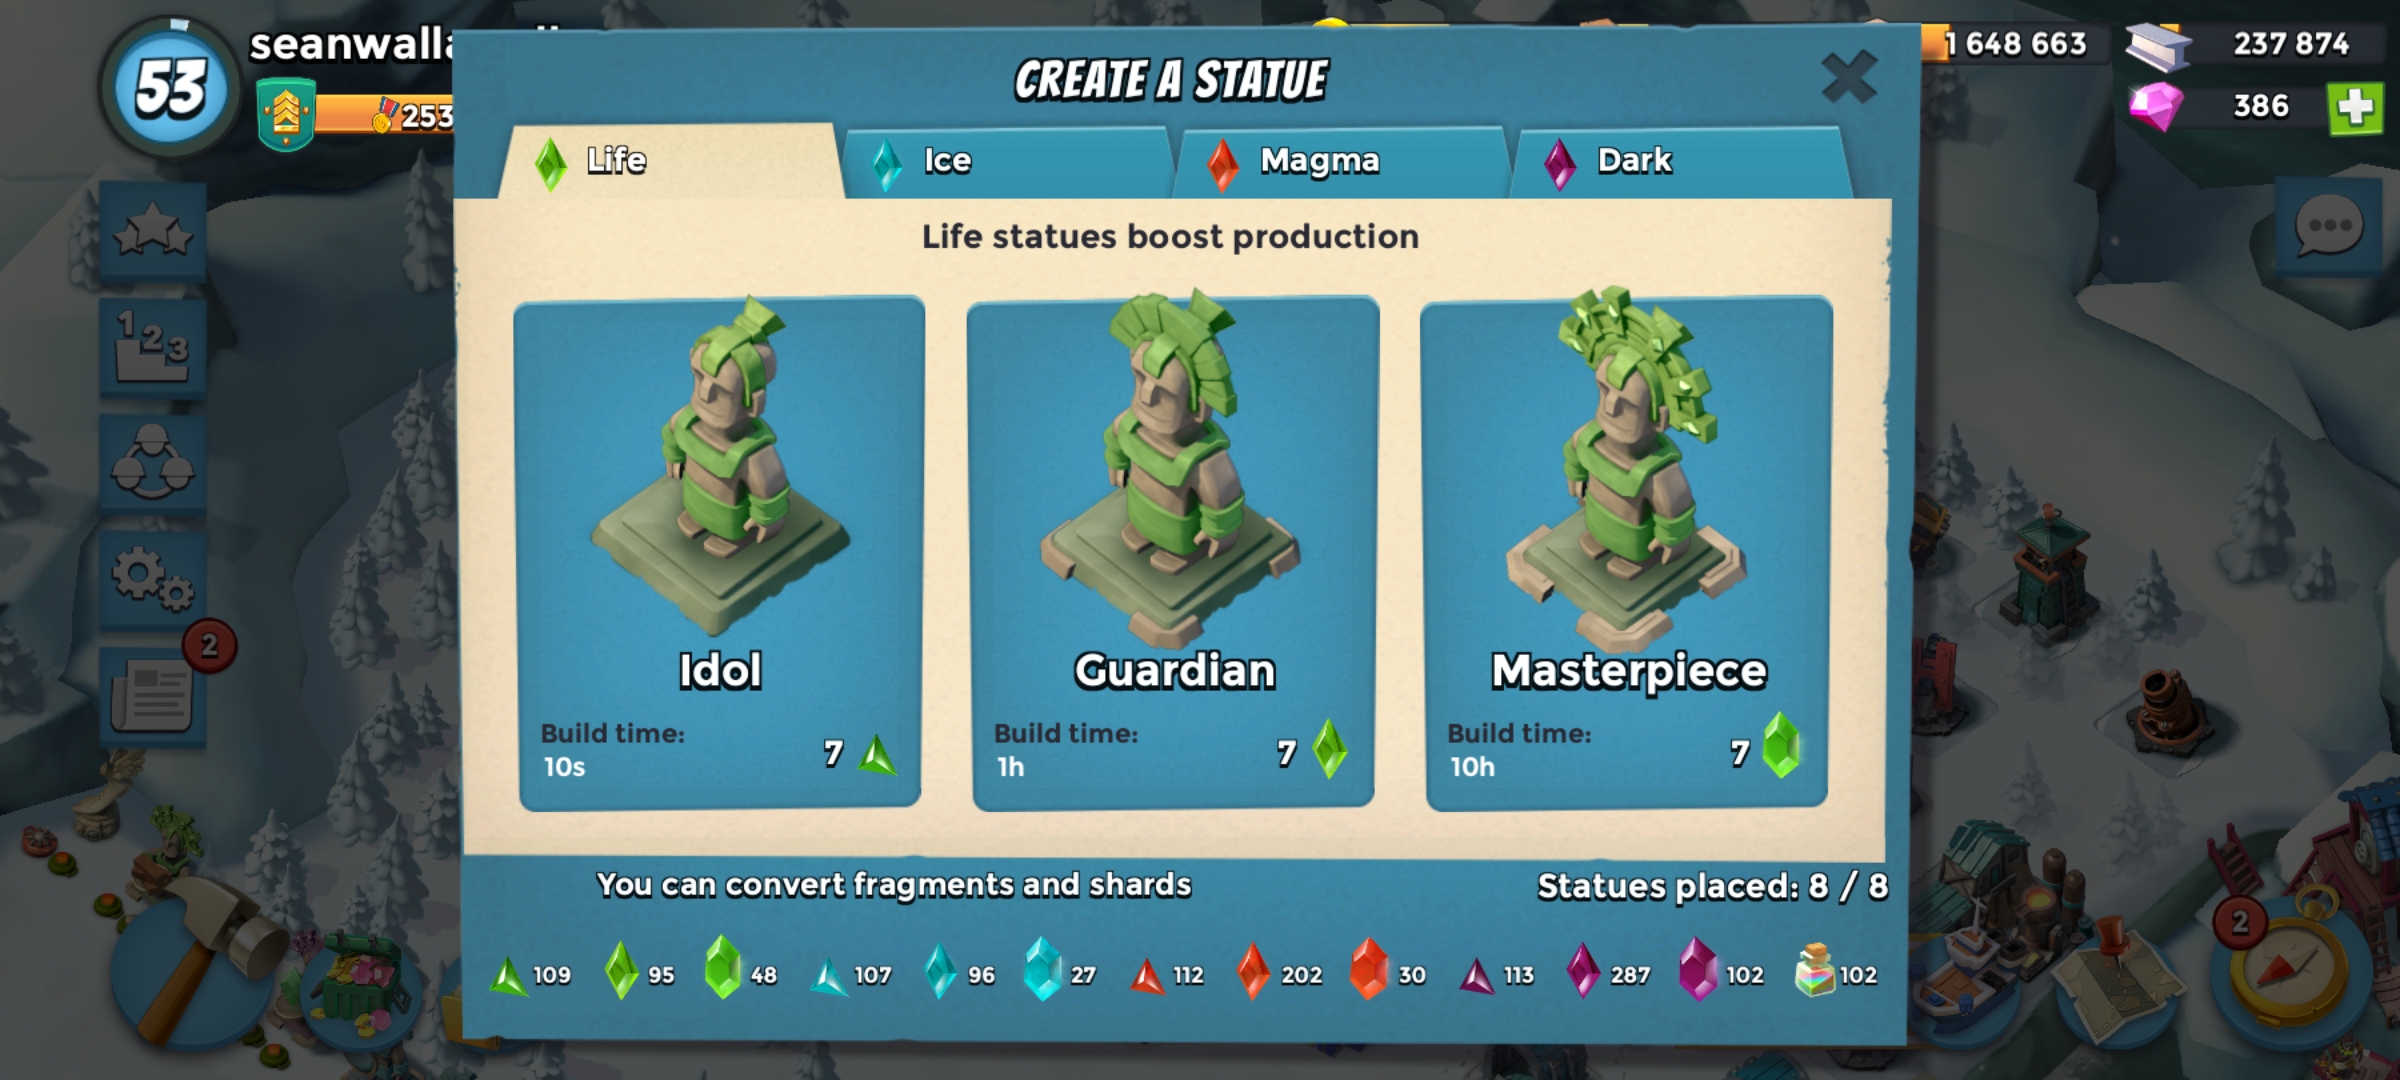 53
253
1 648 663
237 874
386
CREATE A STATUE
Life
Ice
Magma
Dark
Life statues boost production
Idol
Build time:
10s
7
Guardian
Build time:
1h
7
Masterpiece
Build time:
10h
7
You can convert fragments and shards
Statues placed: 8 / 8
109
95
48
107
96
27
112
202
30
113
287
102
102
1 2 3
2
2